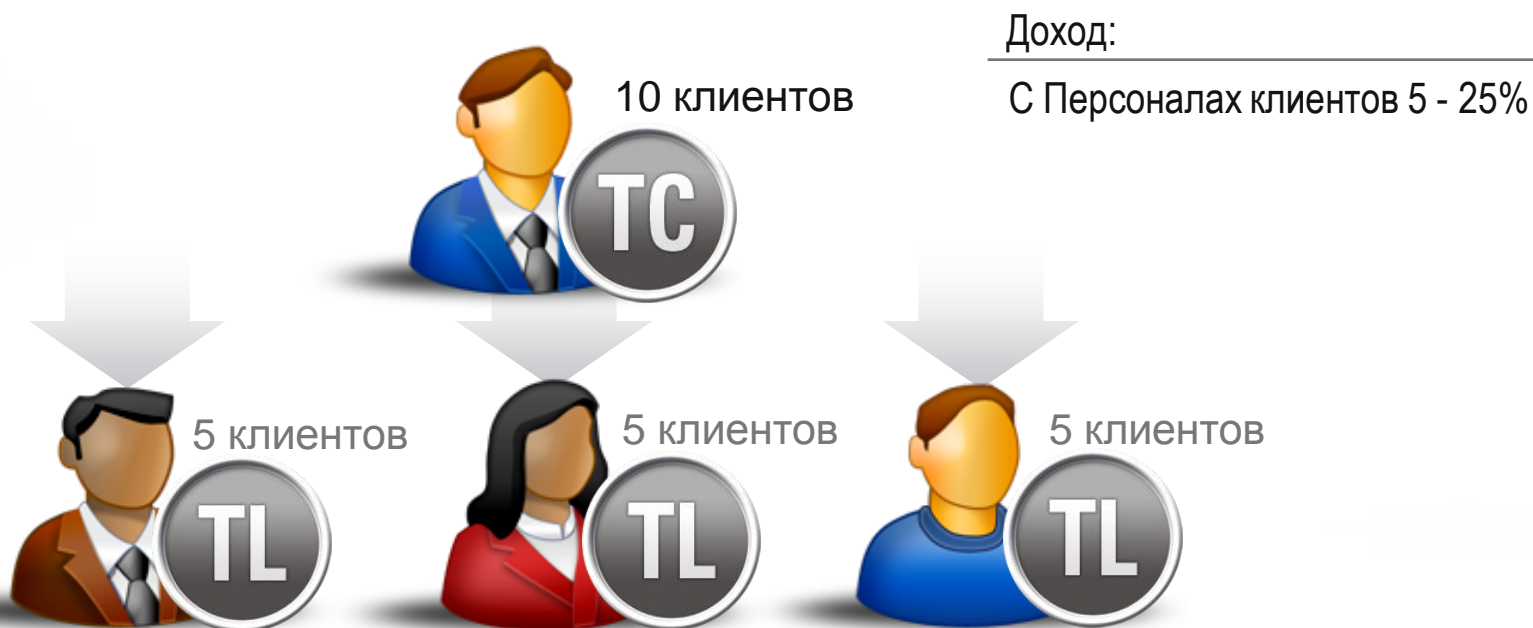 Доход:
10 клиентов
С Персоналах клиентов 5 - 25%
TC
5 клиентов
5 клиентов
5 клиентов
TL
TL
TL